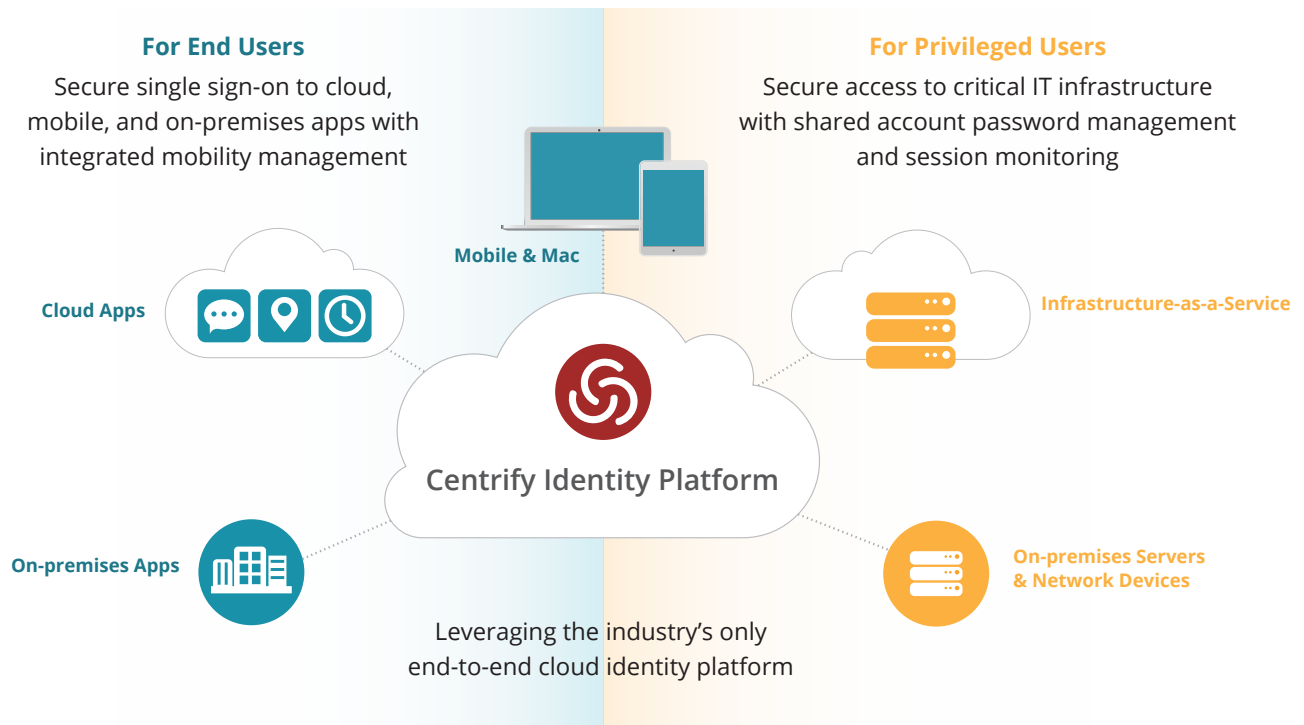 For End Users
Secure single sign-on to cloud,
mobile, and on-premises apps with
integrated mobility management
For Privileged Users
Secure access to critical IT infrastructure
with shared account password management
and session monitoring
Mobile & Mac
Cloud Apps
Infrastructure-as-a-Service
Centrify Identity Platform
On-premises Apps
On-premises Servers
& Network Devices
Leveraging the industry’s only
end-to-end cloud identity platform